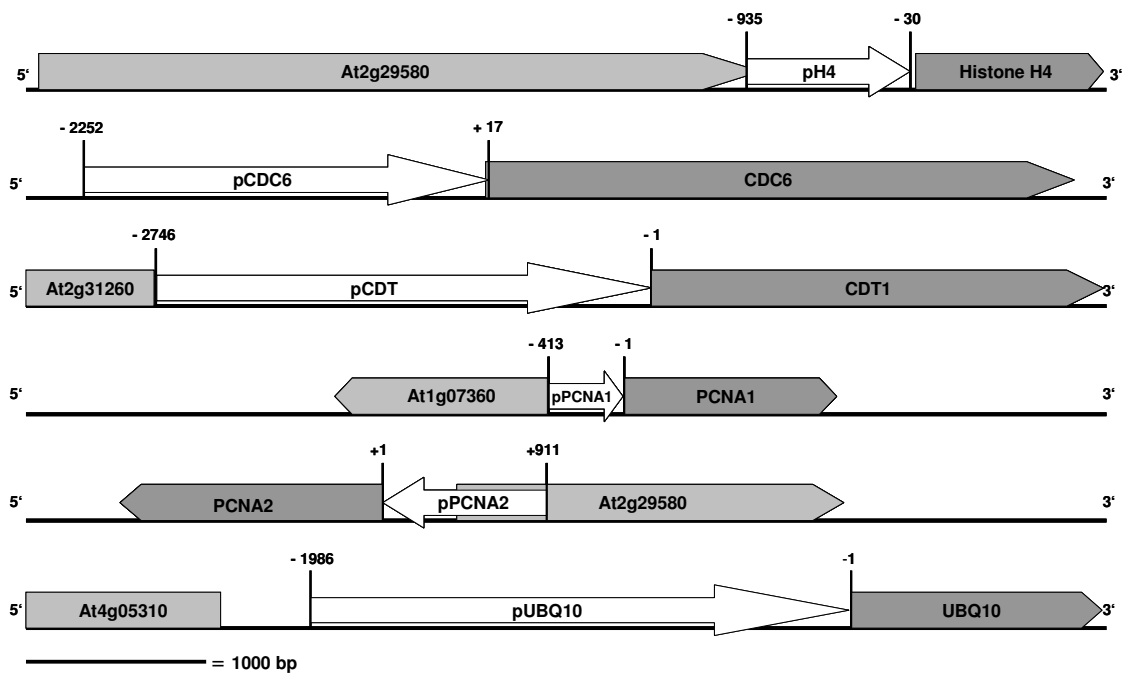 - 935 - 30
5‘ At2g29580 pH4 Histone H4 3‘
- 2252 + 17
5‘ pCDC6 CDC6 3‘
- 2746 - 1
5‘ At2g31260 pCDT CDT1 3‘
- 413 - 1
5‘ At1g07360 pPCNA1 PCNA1 3‘
+1 +911
5‘ PCNA2 pPCNA2 At2g29580 3‘
- 1986 -1
5‘ At4g05310 pUBQ10 UBQ10 3‘
= 1000 bp